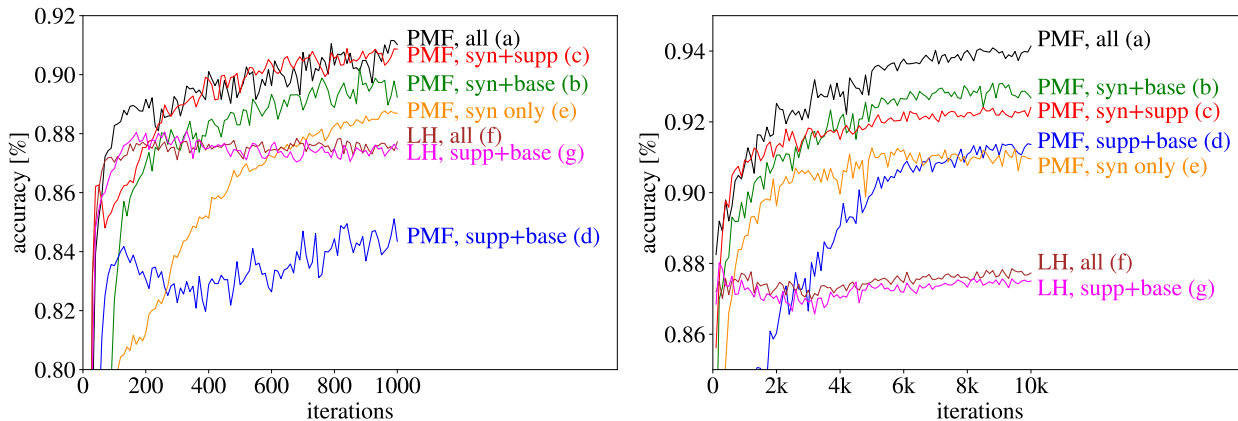 0.92
0.90
0.88
0.86
0.84
0.82
0.80
accuracy [%]
0
200
400
600
800
1000
iterations
PMF, all (a)
PMF, syn+supp (c)
PMF, syn+base (b)
PMF, syn only (e)
LH, all (f)
LH, supp+base (g)
PMF, supp+base (d)
0.94
0.92
0.90
0.88
0.86
accuracy [%]
0
2k
4k
6k
8k
10k
iterations
PMF, all (a)
PMF, syn+base (b)
PMF, syn+supp (c)
PMF, supp+base (d)
PMF, syn only (e)
LH, all (f)
LH, supp+base (g)